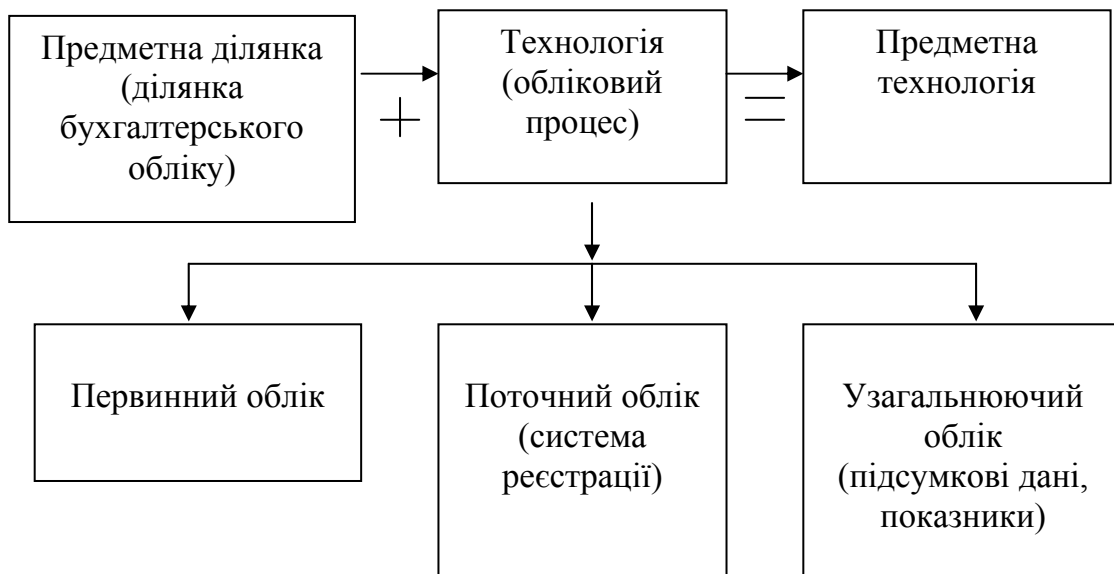 Предметна ділянка
(ділянка
бухгалтерського
обліку)
+
Технологія
(обліковий
процес)
=
Предметна
технологія
Первинний облік
Поточний облік
(система
реєстрації)
Узагальнюючий
облік
(підсумкові дані,
показники)